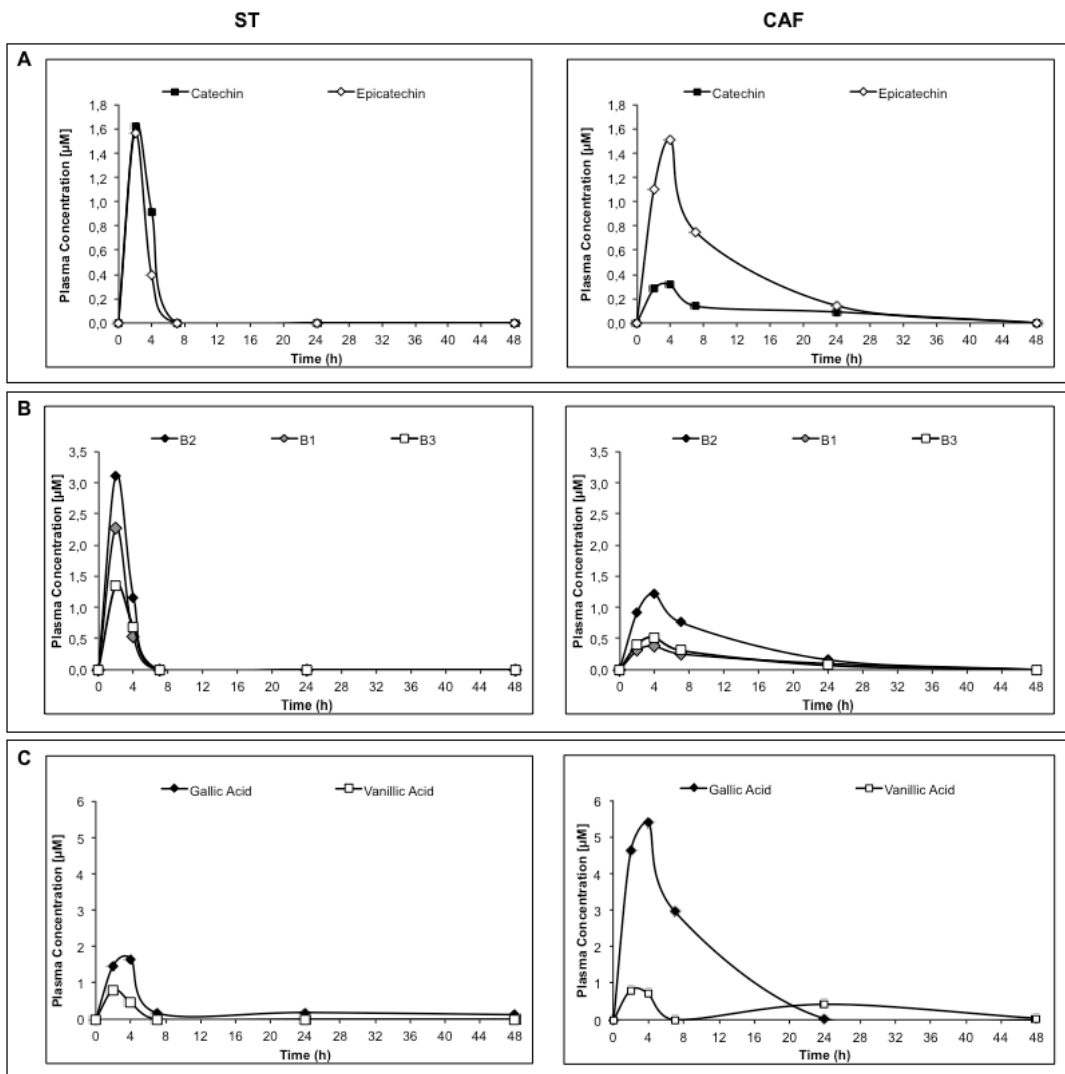 ST CAF
A
Catechin Epicatechin
Plasma Concentration [µM]
1,8
1,6
1,4
1,2
1,0
0,8
0,6
0,4
0,2
0,0
0 4 8 12 16 20 24 28 32 36 40 44 48
Time (h)
Catechin Epicatechin
Plasma Concentration [µM]
1,8
1,6
1,4
1,2
1,0
0,8
0,6
0,4
0,2
0,0
0 4 8 12 16 20 24 28 32 36 40 44 48
Time (h)
B
B2 B1 B3
Plasma Concentration [µM]
3,5
3,0
2,5
2,0
1,5
1,0
0,5
0,0
0 4 8 12 16 20 24 28 32 36 40 44 48
Time (h)
B2 B1 B3
Plasma Concentration [µM]
3,5
3,0
2,5
2,0
1,5
1,0
0,5
0,0
0 4 8 12 16 20 24 28 32 36 40 44 48
Time (h)
C
Gallic Acid Vanillic Acid
Plasma Concentration [µM]
6
5
4
3
2
1
0
0 4 8 12 16 20 24 28 32 36 40 44 48
Time (h)
Gallic Acid Vanillic Acid
Plasma Concentration [µM]
6
5
4
3
2
1
0
0 4 8 12 16 20 24 28 32 36 40 44 48
Time (h)